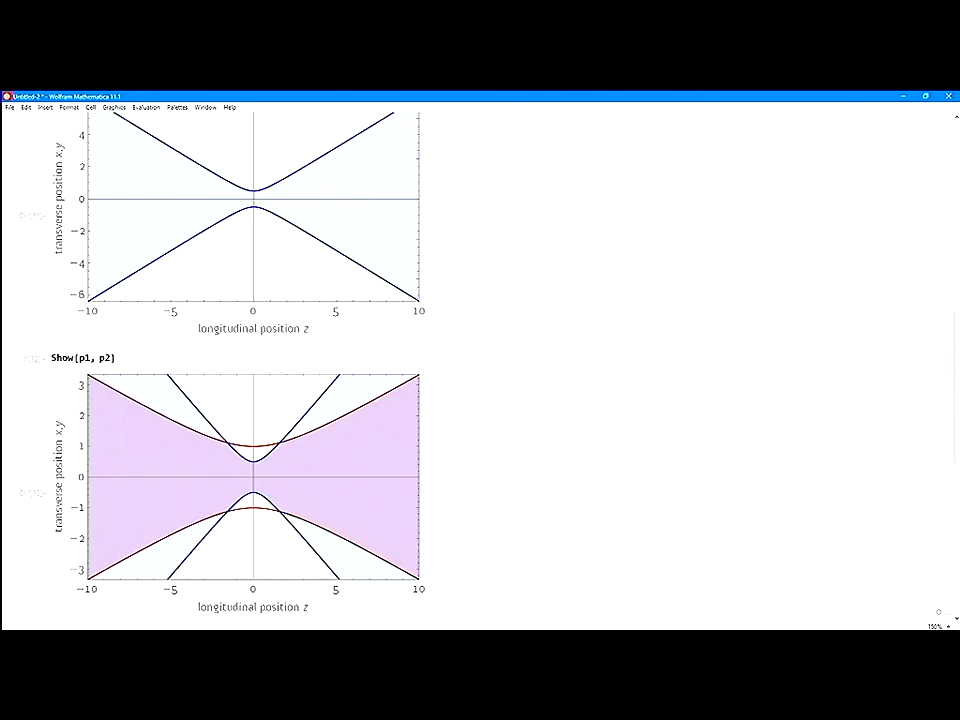 Untitled-2 * - Wolfram Mathematica 11.1
File Edit Insert Format Cell Graphics Evaluation Palettes Window Help
transverse position x,y
4
2
0
−2
−4
−6
−10 −5 0 5 10
longitudinal position z
Show[p1, p2]
transverse position x,y
3
2
1
0
−1
−2
−3
−10 −5 0 5 10
longitudinal position z
150%